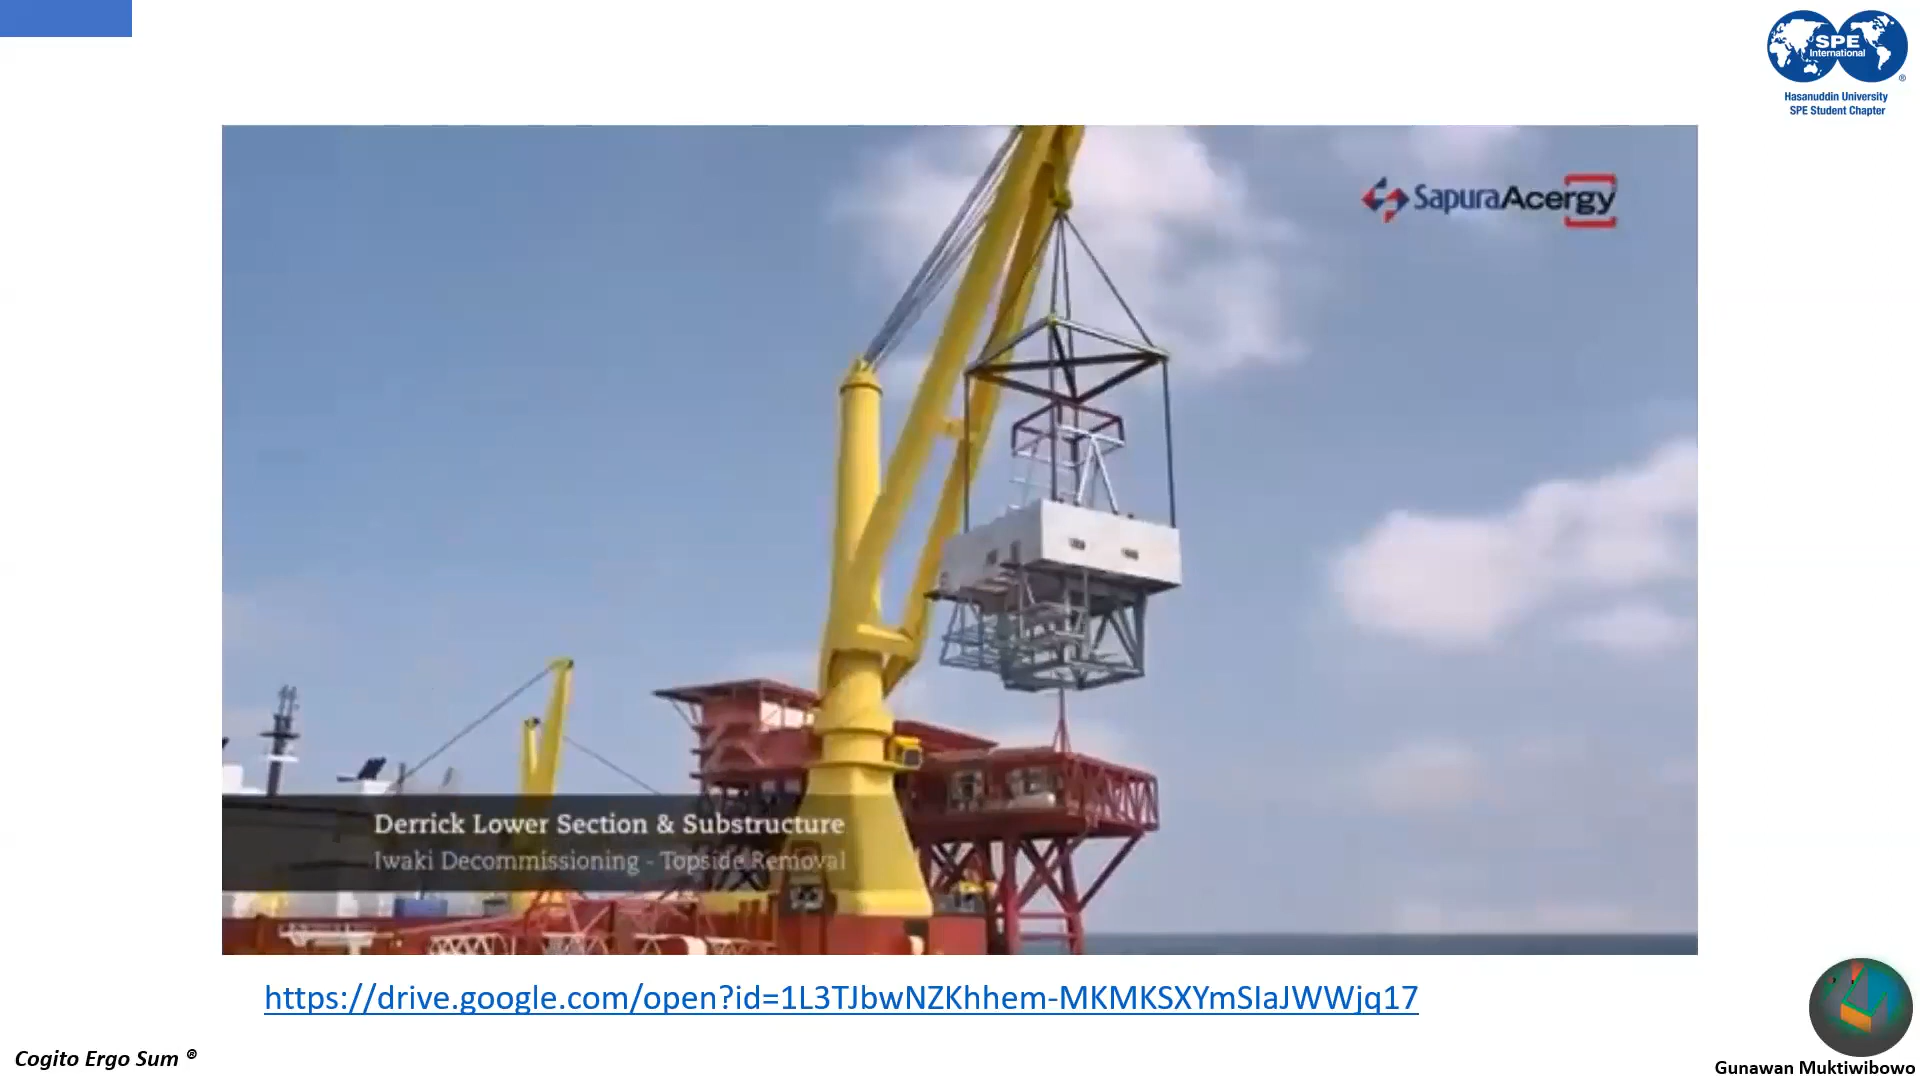 SPE
International
®
Hasanuddin University
SPE Student Chapter
SapuraAcergy
Derrick Lower Section & Substructure
Iwaki Decommissioning - Topside Removal
https://drive.google.com/open?id=1L3TJbwNZKhhem-MKMKSXYmSIaJWWjq17
Cogito Ergo Sum ®
Gunawan Muktiwibowo